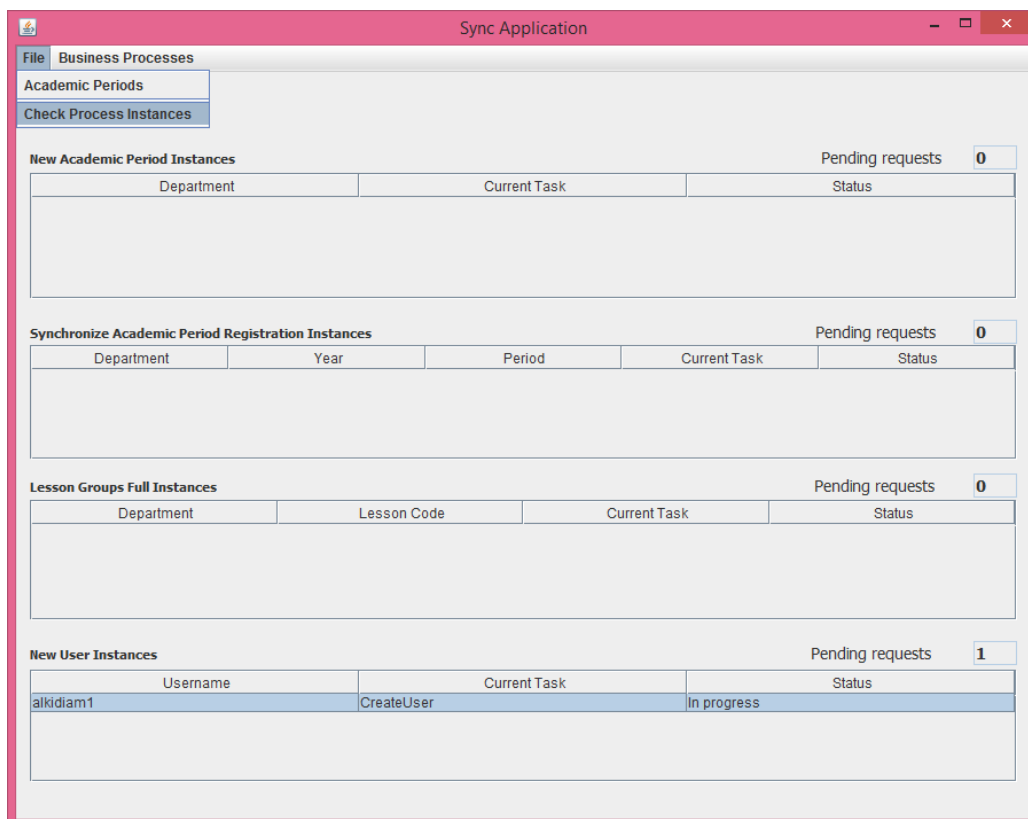 Sync Application
File Business Processes
Academic Periods
Check Process Instances
New Academic Period Instances Pending requests 0
Department Current Task Status
Synchronize Academic Period Registration Instances Pending requests 0
Department Year Period Current Task Status
Lesson Groups Full Instances Pending requests 0
Department Lesson Code Current Task Status
New User Instances Pending requests 1
Username Current Task Status
alkidiam1 CreateUser In progress